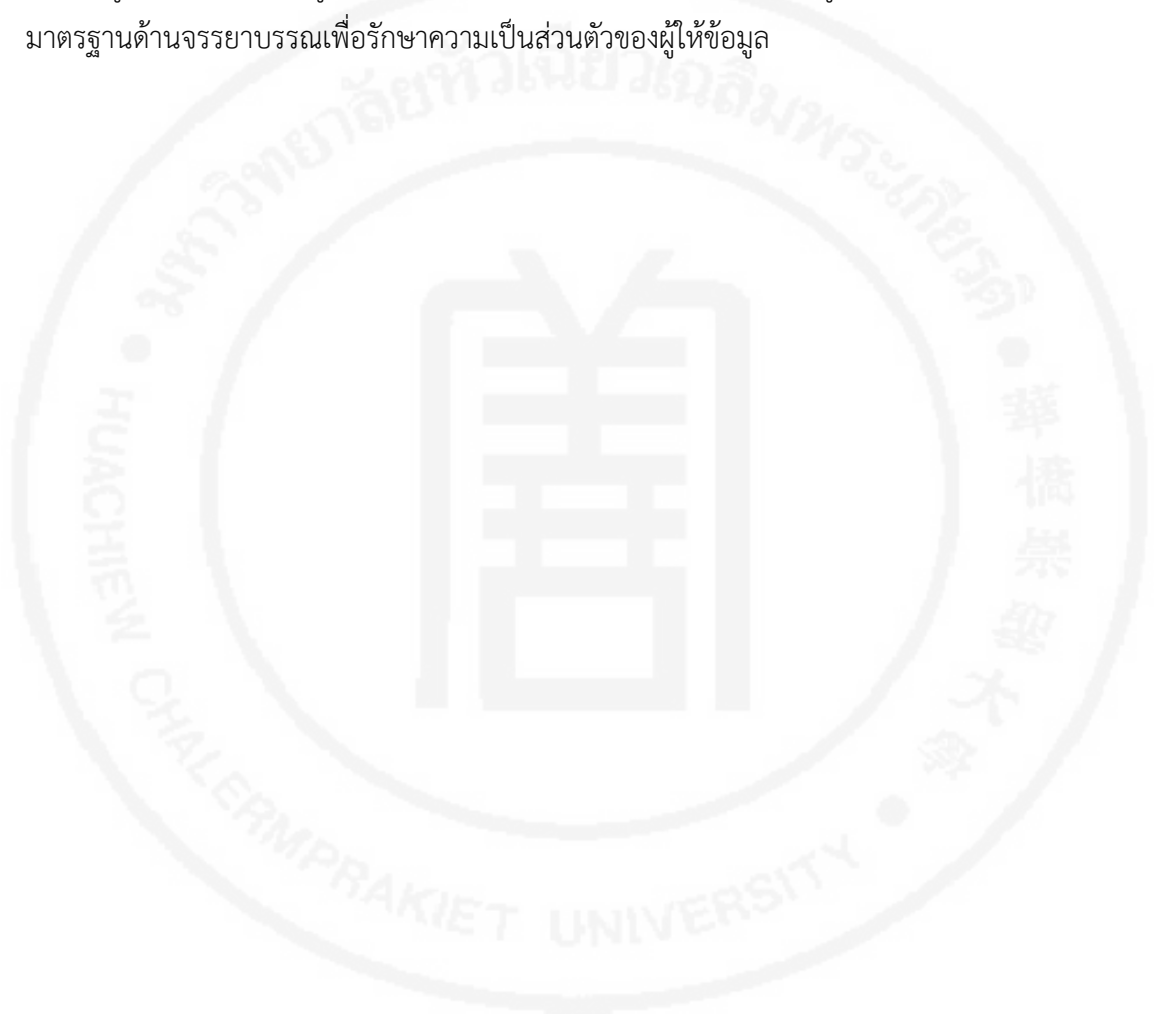 มาตรฐานด้านจรรยาบรรณเพื่อรักษาความเป็นส่วนตัวของผู้ให้ข้อมูล
มหาวิทยาลัยหัวเฉียวเฉลิมพระเกียรติ
華僑崇聖大學
HUACHIEW CHALERMPRAKIET UNIVERSITY